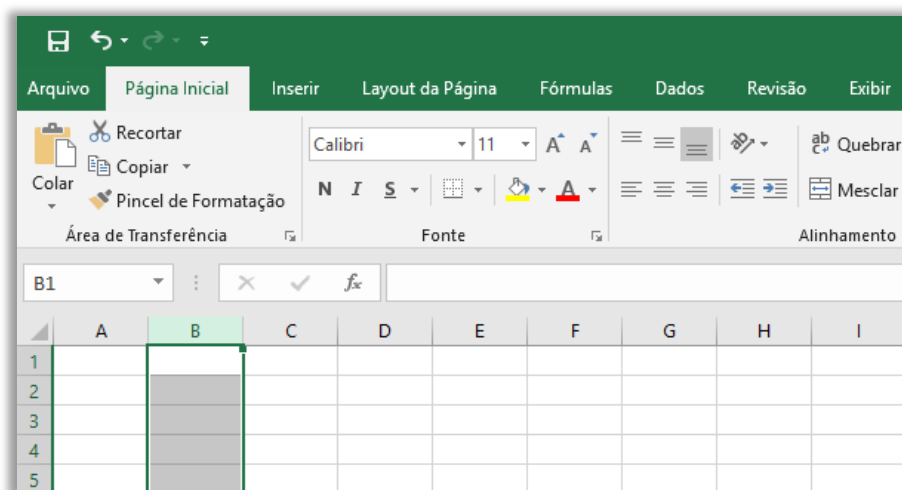 Arquivo Página Inicial Inserir Layout da Página Fórmulas Dados Revisão Exibir
Colar
Recortar
Copiar
Pincel de Formatação
Área de Transferência
Calibri 11 A A
N I S A
Fonte
ab c Quebrar
Mesclar
Alinhamento
B1 fx
A B C D E F G H I
1
2
3
4
5